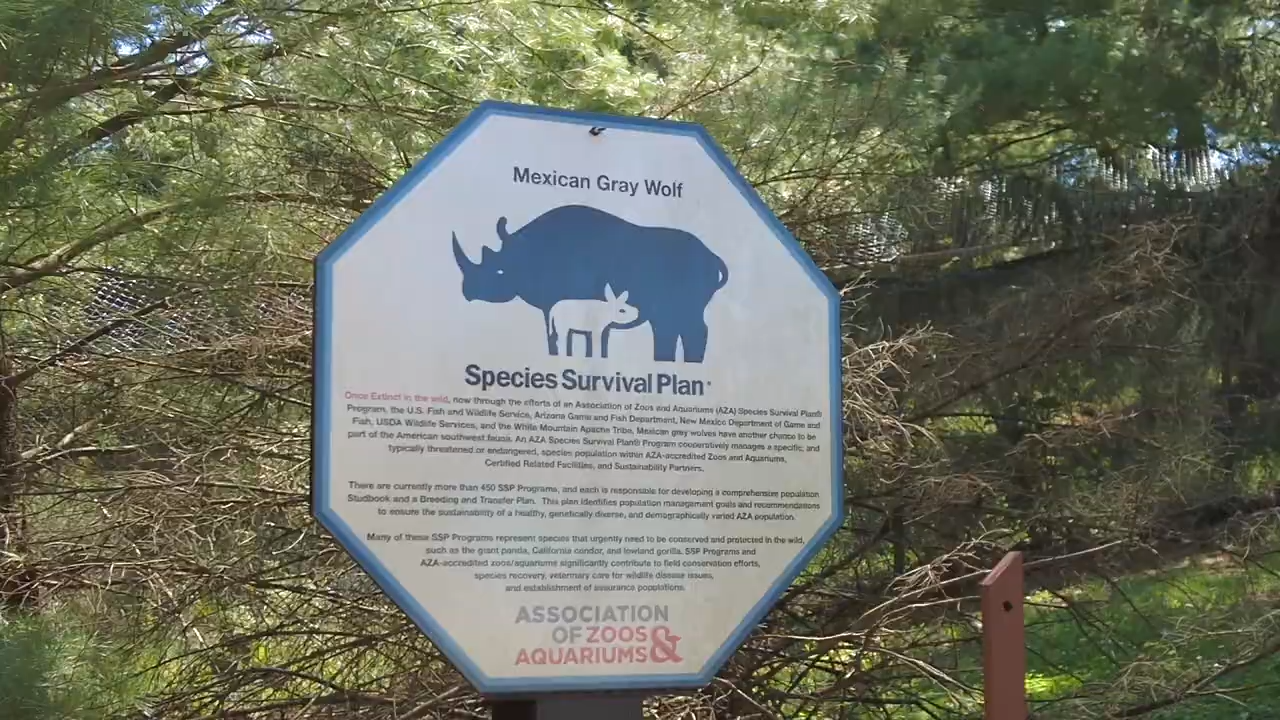 Mexican Gray Wolf
Species Survival Plan®
Once Extinct in the wild, now through the efforts of an Association of Zoos and Aquariums (AZA) Species Survival Plan®
Program, the U.S. Fish and Wildlife Service, Arizona Game and Fish Department, New Mexico Department of Game and
Fish, USDA Wildlife Services, and the White Mountain Apache Tribe, Mexican grey wolves have another chance to be
part of the American southwest fauna. An AZA Species Survival Plan® Program cooperatively manages a specific, and
typically threatened or endangered, species population within AZA-accredited Zoos and Aquariums,
Certified Related Facilities, and Sustainability Partners.
There are currently more than 450 SSP Programs, and each is responsible for developing a comprehensive population
Studbook and a Breeding and Transfer Plan. This plan identifies population management goals and recommendations
to ensure the sustainability of a healthy, genetically diverse, and demographically varied AZA population.
Many of these SSP Programs represent species that urgently need to be conserved and protected in the wild,
such as the giant panda, California condor, and lowland gorilla. SSP Programs and
AZA-accredited zoos/aquariums significantly contribute to field conservation efforts,
species recovery, veterinary care for wildlife disease issues,
and establishment of assurance populations.
ASSOCIATION
OF ZOOS &
AQUARIUMS